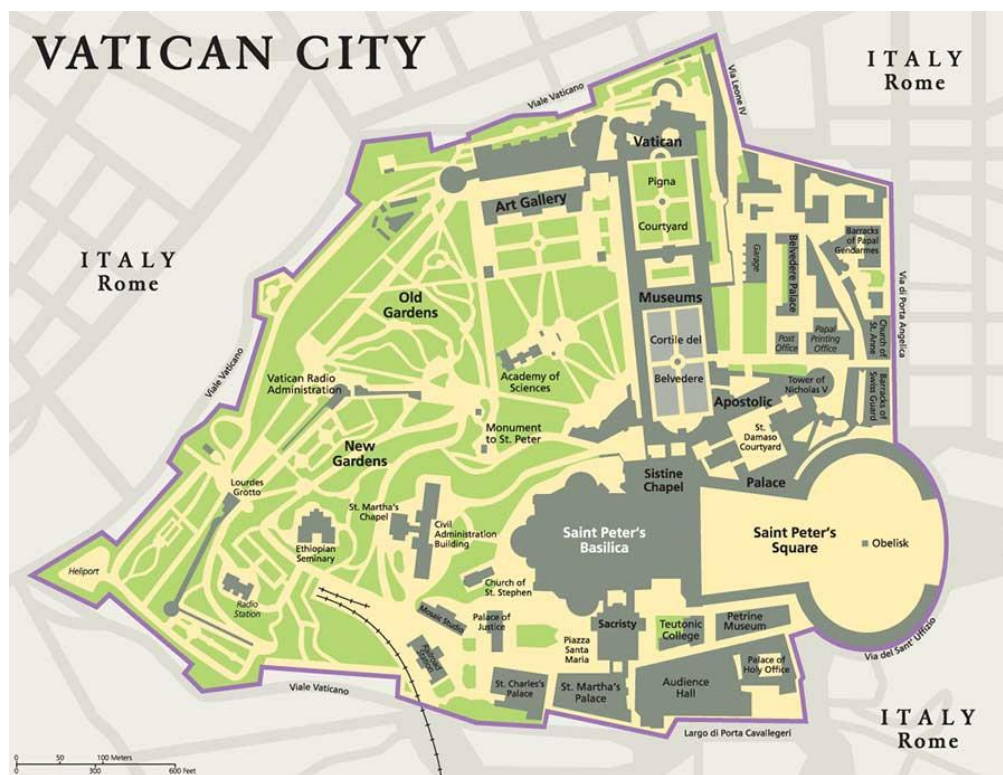 VATICAN CITY
ITALY
Rome
Viale Vaticano
Via Leone IV
Vatican
Pigna
Courtyard
Art Gallery
Garage
Belvedere Palace
Barracks
of Papal
Gendarmes
ITALY
Rome
Via di Porta Angelica
Old
Gardens
Museums
Cortile del
Belvedere
Post
Office
Papal
Printing
Office
Church of
St. Anne
Viale Vaticano
Vatican Radio
Administration
Academy of
Sciences
Apostolic
Tower of
Nicholas V
Barracks of
Swiss Guard
Monument
to St. Peter
St.
Damaso
Courtyard
New
Gardens
Sistine
Chapel
Palace
Lourdes
Grotto
St. Martha's
Chapel
Civil
Administration
Building
Ethiopian
Seminary
Saint Peter's
Basilica
Saint Peter's
Square
Obelisk
Heliport
Radio
Station
Church of
St. Stephen
Mosaic Studio
Palace of
Justice
Railroad
Station
Piazza
Santa
Maria
Sacristy
Teutonic
College
Petrine
Museum
Via del Sant' Uffizio
Palace of
Holy Office
St. Charles's
Palace
St. Martha's
Palace
Audience
Hall
Viale Vaticano
Largo di Porta Cavallegeri
ITALY
Rome
0 50 100 Meters
0 300 600 Feet